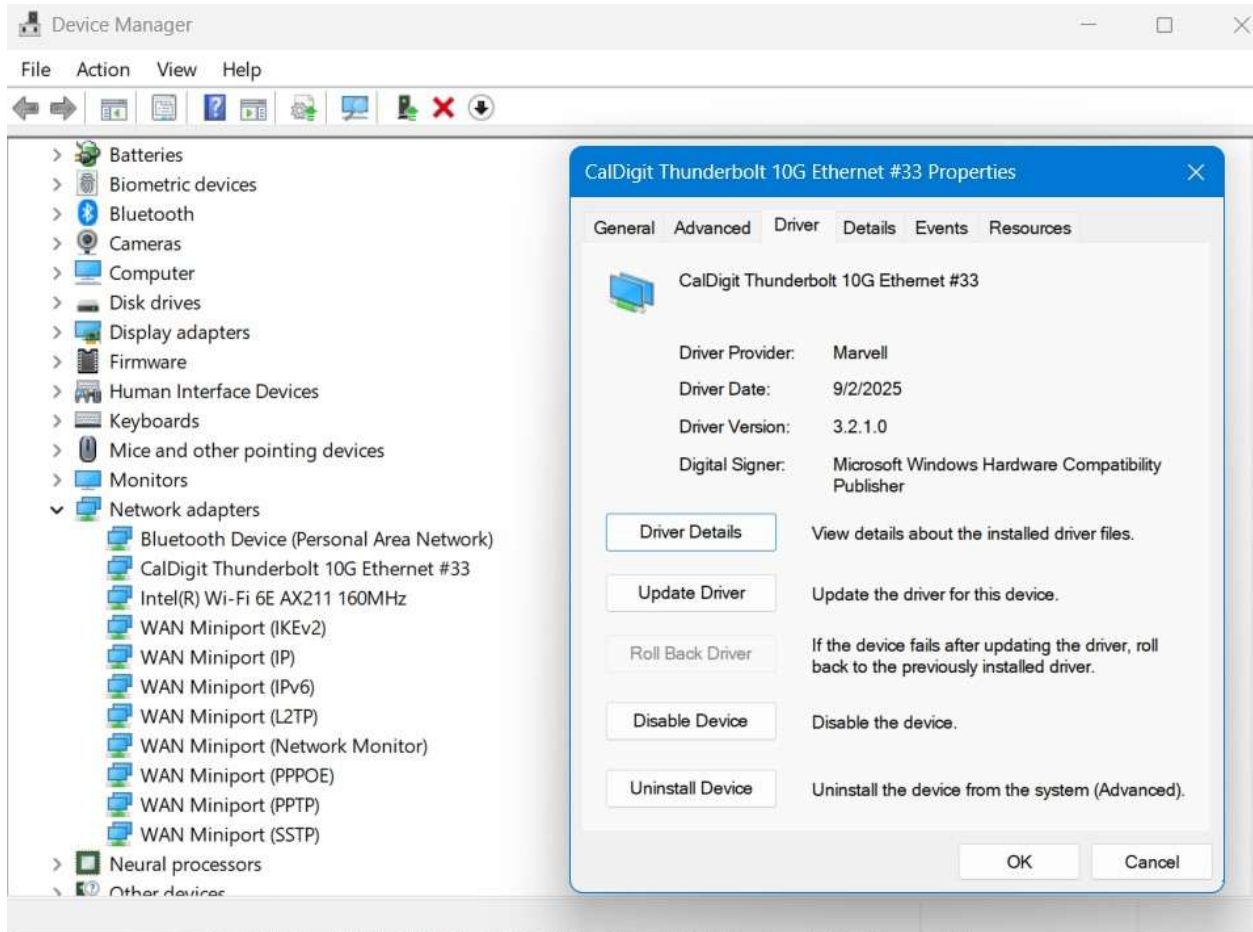 Device Manager
File Action View Help
Batteries
Biometric devices
Bluetooth
Cameras
Computer
Disk drives
Display adapters
Firmware
Human Interface Devices
Keyboards
Mice and other pointing devices
Monitors
Network adapters
Bluetooth Device (Personal Area Network)
CalDigit Thunderbolt 10G Ethernet #33
Intel(R) Wi-Fi 6E AX211 160MHz
WAN Miniport (IKEv2)
WAN Miniport (IP)
WAN Miniport (IPv6)
WAN Miniport (L2TP)
WAN Miniport (Network Monitor)
WAN Miniport (PPPOE)
WAN Miniport (PPTP)
WAN Miniport (SSTP)
Neural processors
Other devices
CalDigit Thunderbolt 10G Ethernet #33 Properties
General Advanced Driver Details Events Resources
CalDigit Thunderbolt 10G Ethernet #33
Driver Provider: Marvell
Driver Date: 9/2/2025
Driver Version: 3.2.1.0
Digital Signer: Microsoft Windows Hardware Compatibility
Publisher
Driver Details View details about the installed driver files.
Update Driver Update the driver for this device.
Roll Back Driver If the device fails after updating the driver, roll
back to the previously installed driver.
Disable Device Disable the device.
Uninstall Device Uninstall the device from the system (Advanced).
OK Cancel